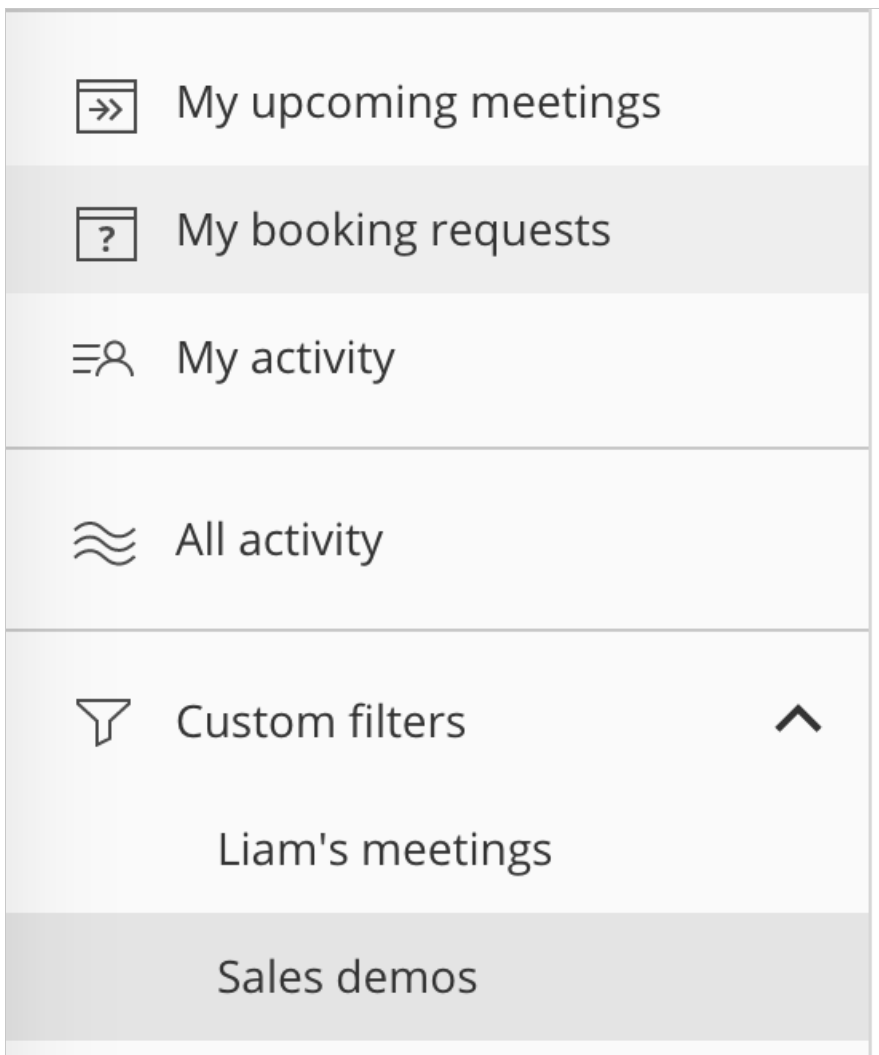 My upcoming meetings
? My booking requests
My activity
All activity
Custom filters
Liam's meetings
Sales demos